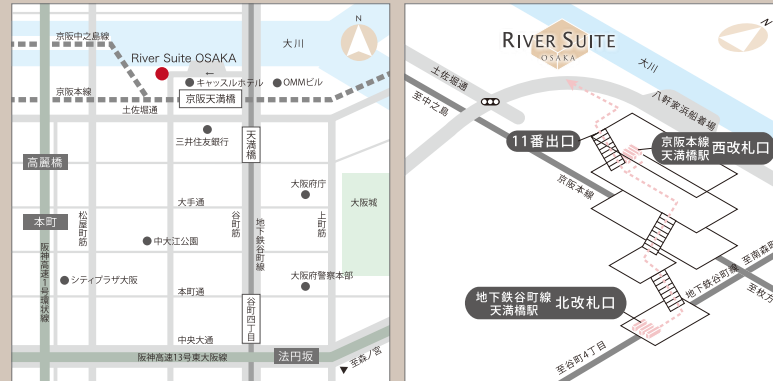 京阪中之島線
大川
N
River Suite OSAKA
←
キャッスルホテル
OMMビル
京阪本線
京阪天満橋
土佐堀通
三井住友銀行
天満橋
高麗橋
大阪府庁
大手通
大阪城
本町
松屋町筋
谷町筋
地下鉄谷町線
上町筋
中大江公園
阪神高速1号環状線
シティプラザ大阪
大阪府警察本部
本町通
谷町四丁目
中央大通
阪神高速13号東大阪線
法円坂
至森ノ宮
N
RIVER SUITE
OSAKA
大川
土佐堀通
至中之島
八軒家浜船着場
11番出口
京阪本線
天満橋駅 西改札口
京阪本線
至南森町
地下鉄谷町線
至枚方
地下鉄谷町線
天満橋駅 北改札口
至谷町4丁目